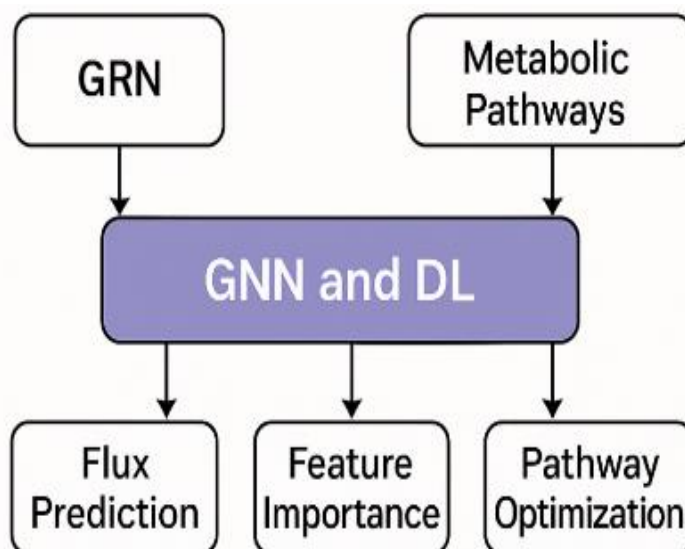 GRN
Metabolic
Pathways
GNN and DL
Flux
Prediction
Feature
Importance
Pathway
Optimization